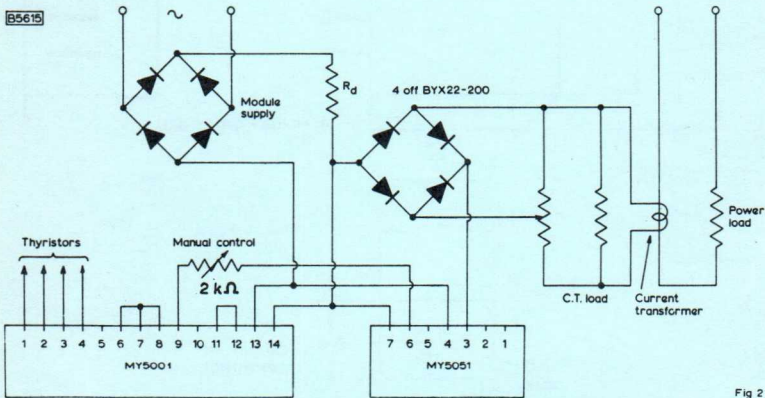 B5615
~
Rd
4 off BYX22-200
Module
supply
Power
load
Thyristors
Manual control
2 kΩ
C.T. load
Current
transformer
1 2 3 4 5 6 7 8 9 10 11 12 13 14
7 6 5 4 3 2 1
MY5001
MY5051
Fig 2